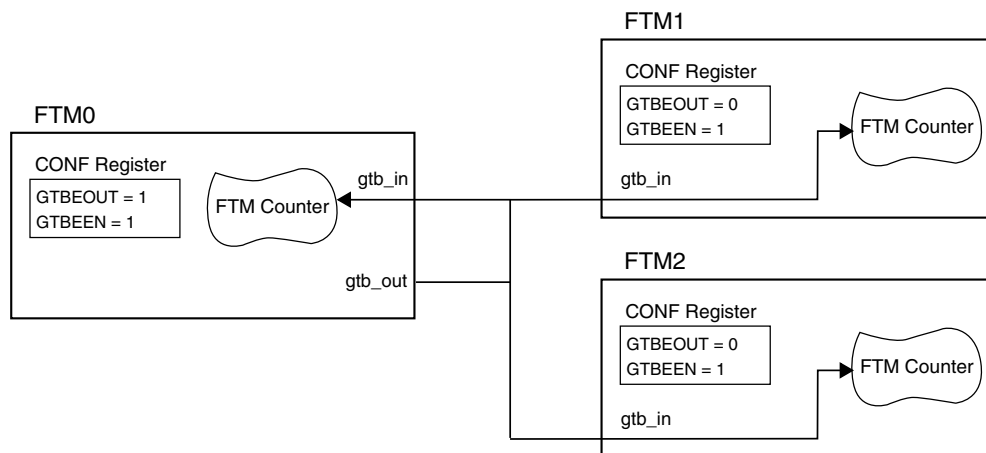 FTM0
CONF Register
GTBEOUT = 1
GTBEEN = 1
FTM Counter
gtb_in
gtb_out
FTM1
CONF Register
GTBEOUT = 0
GTBEEN = 1
FTM Counter
gtb_in
FTM2
CONF Register
GTBEOUT = 0
GTBEEN = 1
FTM Counter
gtb_in